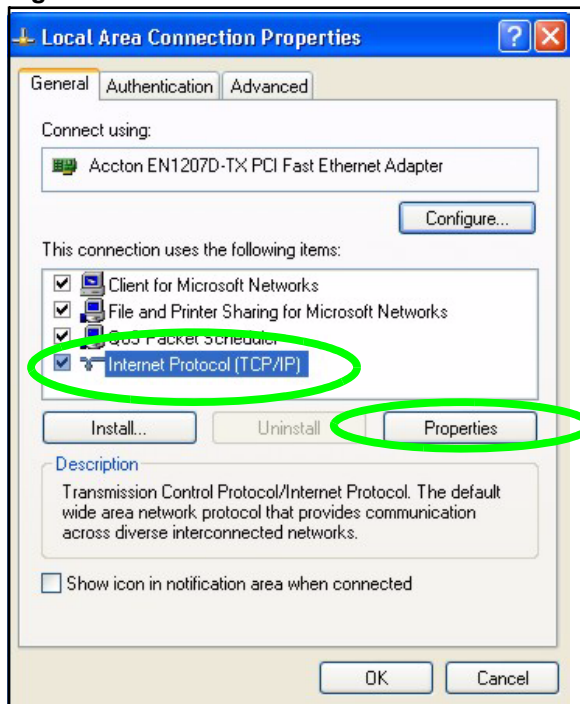 Local Area Connection Properties
General Authentication Advanced
Connect using:
Accton EN1207D-TX PCI Fast Ethernet Adapter
Configure...
This connection uses the following items:
Client for Microsoft Networks
File and Printer Sharing for Microsoft Networks
QoS Packet Scheduler
Internet Protocol (TCP/IP)
Install... Uninstall Properties
Description
Transmission Control Protocol/Internet Protocol. The default
wide area network protocol that provides communication
across diverse interconnected networks.
Show icon in notification area when connected
OK Cancel